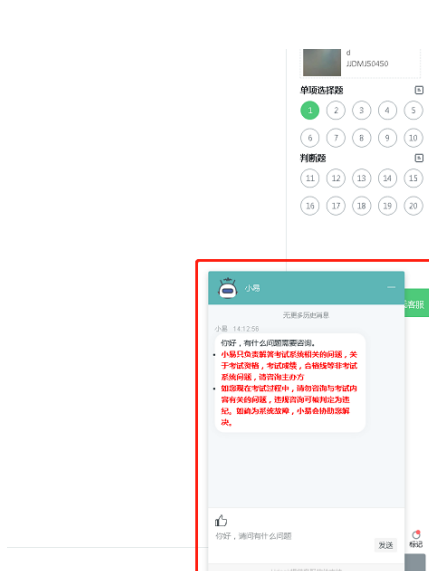 d
JJDMJ50450
单项选择题
1 2 3 4 5
6 7 8 9 10
判断题
11 12 13 14 15
16 17 18 19 20
小易
客服
无更多历史消息
小易 14:12:56
你好，有什么问题需要咨询。
小易只负责解答考试系统相关的问题，关
于考试资格，考试成绩，合格线等非考试
系统问题，请咨询主办方
如您现在考试过程中，请勿咨询与考试内
容有关的问题，违规咨询可被判定为违
纪。如确为系统故障，小易会协助您解
决。
你好，请问有什么问题
发送
标记